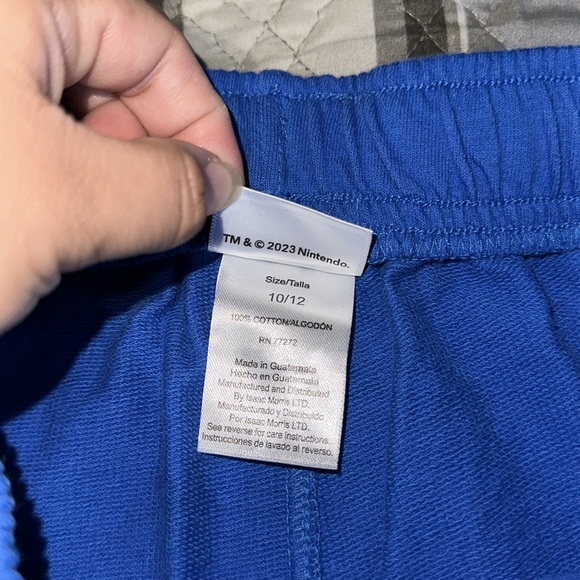 TM & © 2023 Nintendo.
Size/Talla
10/12
100% COTTON/ALGODÓN
RN 77272
Made in Guatamala
Hecho en Guatamala
Manufactured and Distributed
By Isaac Morris LTD.
Manufacturado y Distribuido
Por Isaac Morris LTD.
See reverse for care instructions.
Instrucciones de lavado al reverso.